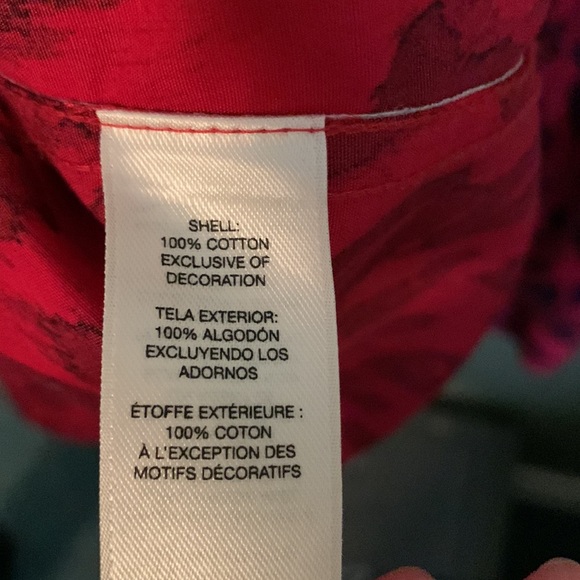 SHELL:
100% COTTON
EXCLUSIVE OF
DECORATION
TELA EXTERIOR:
100% ALGODÓN
EXCLUYENDO LOS
ADORNOS
ÉTOFFE EXTÉRIEURE :
100% COTON
À L'EXCEPTION DES
MOTIFS DÉCORATIFS